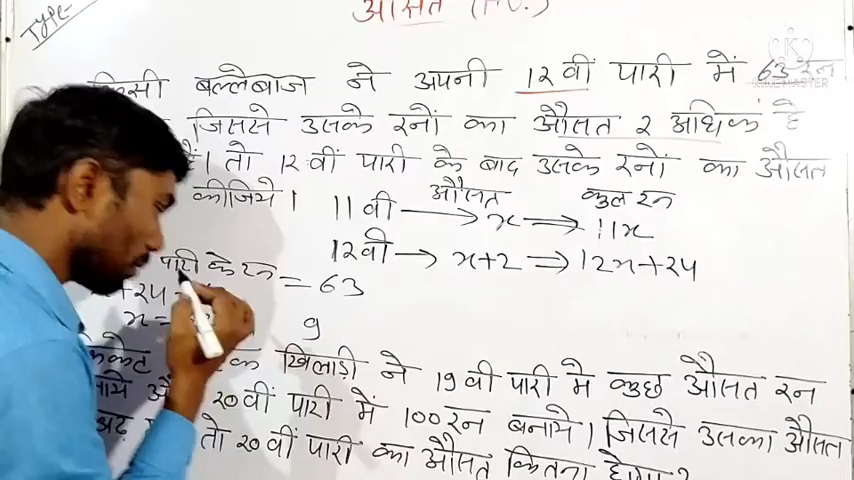 Type-
औसत (AV.)
किसी बल्लेबाज ने अपनी 12वीं पारी में 63 रन
जिससे उसके रनों का औसत 2 अधिक हो
तो 12वीं पारी के बाद उसके रनों का औसत
कीजिये।
औसत कुल रन
11वी → x ⇒ 11x
12वी → x+2 ⇒ 12x+24
पारी के रन = 63
+24
x =
9
खिलाड़ी ने 19वी पारी मे कुछ औसत रन
20वीं पारी में 100 रन बनाये। जिससे उसका औसत
तो 20वीं पारी का औसत कितना होगा?
KINEMASTER